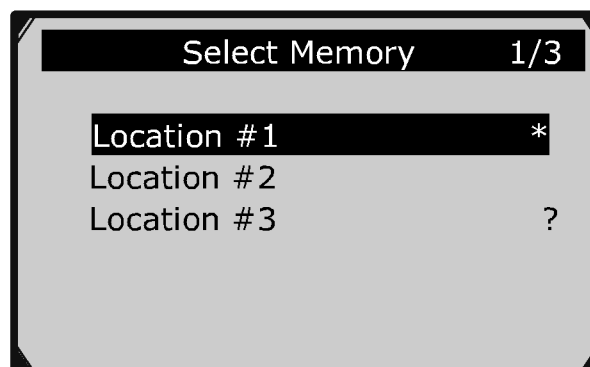 Select Memory 1/3
Location #1 *
Location #2
Location #3 ?